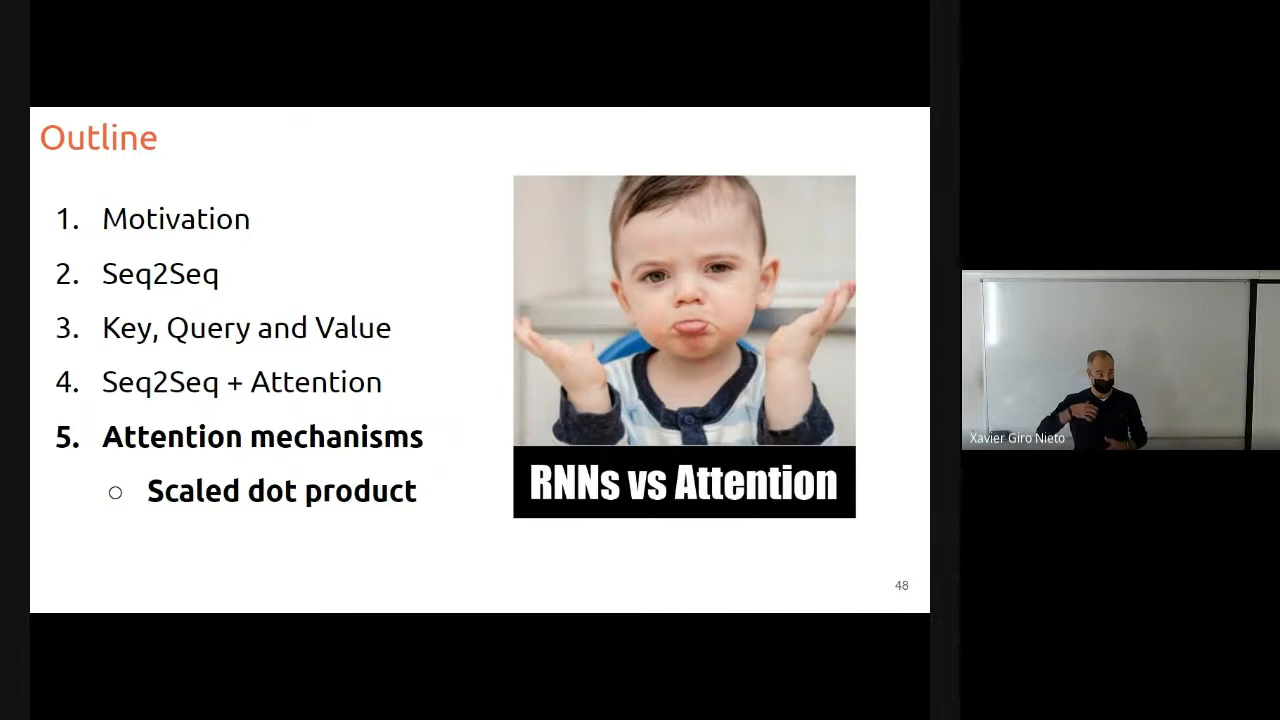 Outline
1. Motivation
2. Seq2Seq
3. Key, Query and Value
4. Seq2Seq + Attention
5. Attention mechanisms
○ Scaled dot product
RNNs vs Attention
48
Xavier Giro Nieto